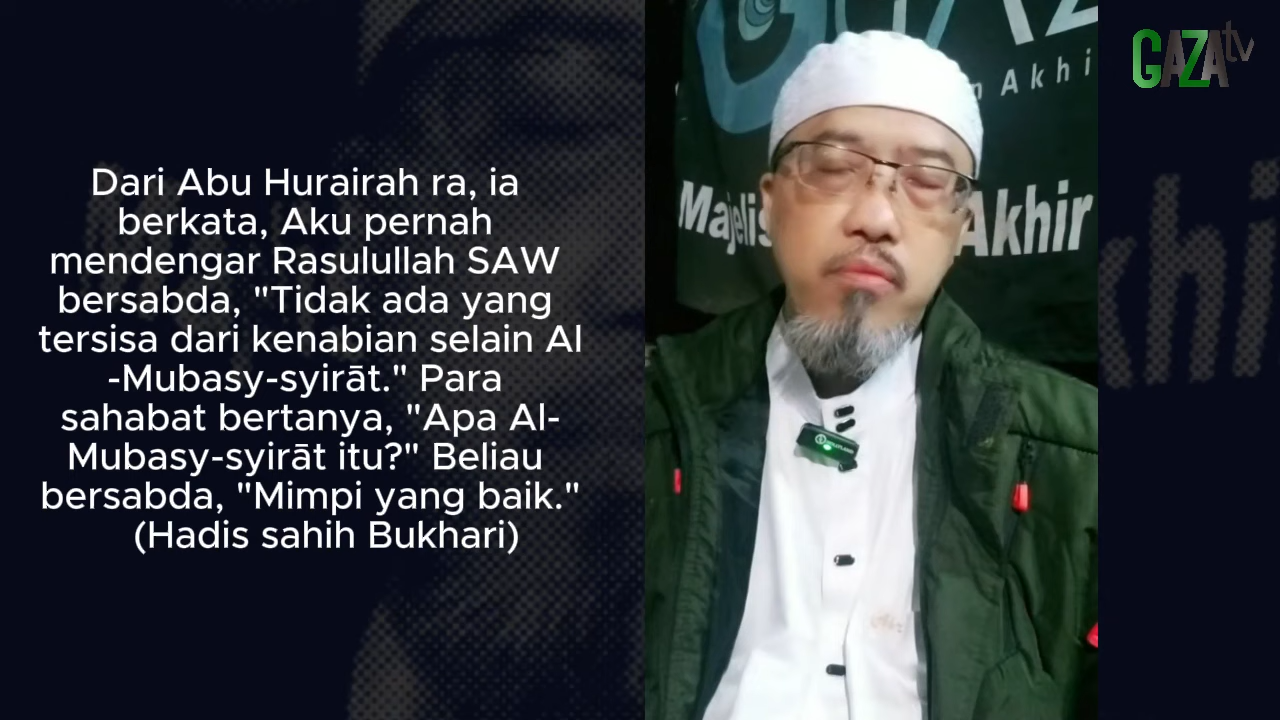 Dari Abu Hurairah ra, ia
berkata, Aku pernah
mendengar Rasulullah SAW
bersabda, "Tidak ada yang
tersisa dari kenabian selain Al
-Mubasy-syirāt." Para
sahabat bertanya, "Apa Al-
Mubasy-syirāt itu?" Beliau
bersabda, "Mimpi yang baik."
(Hadis sahih Bukhari)
Akhi
Majelis Akhir
GAZA tv
khi